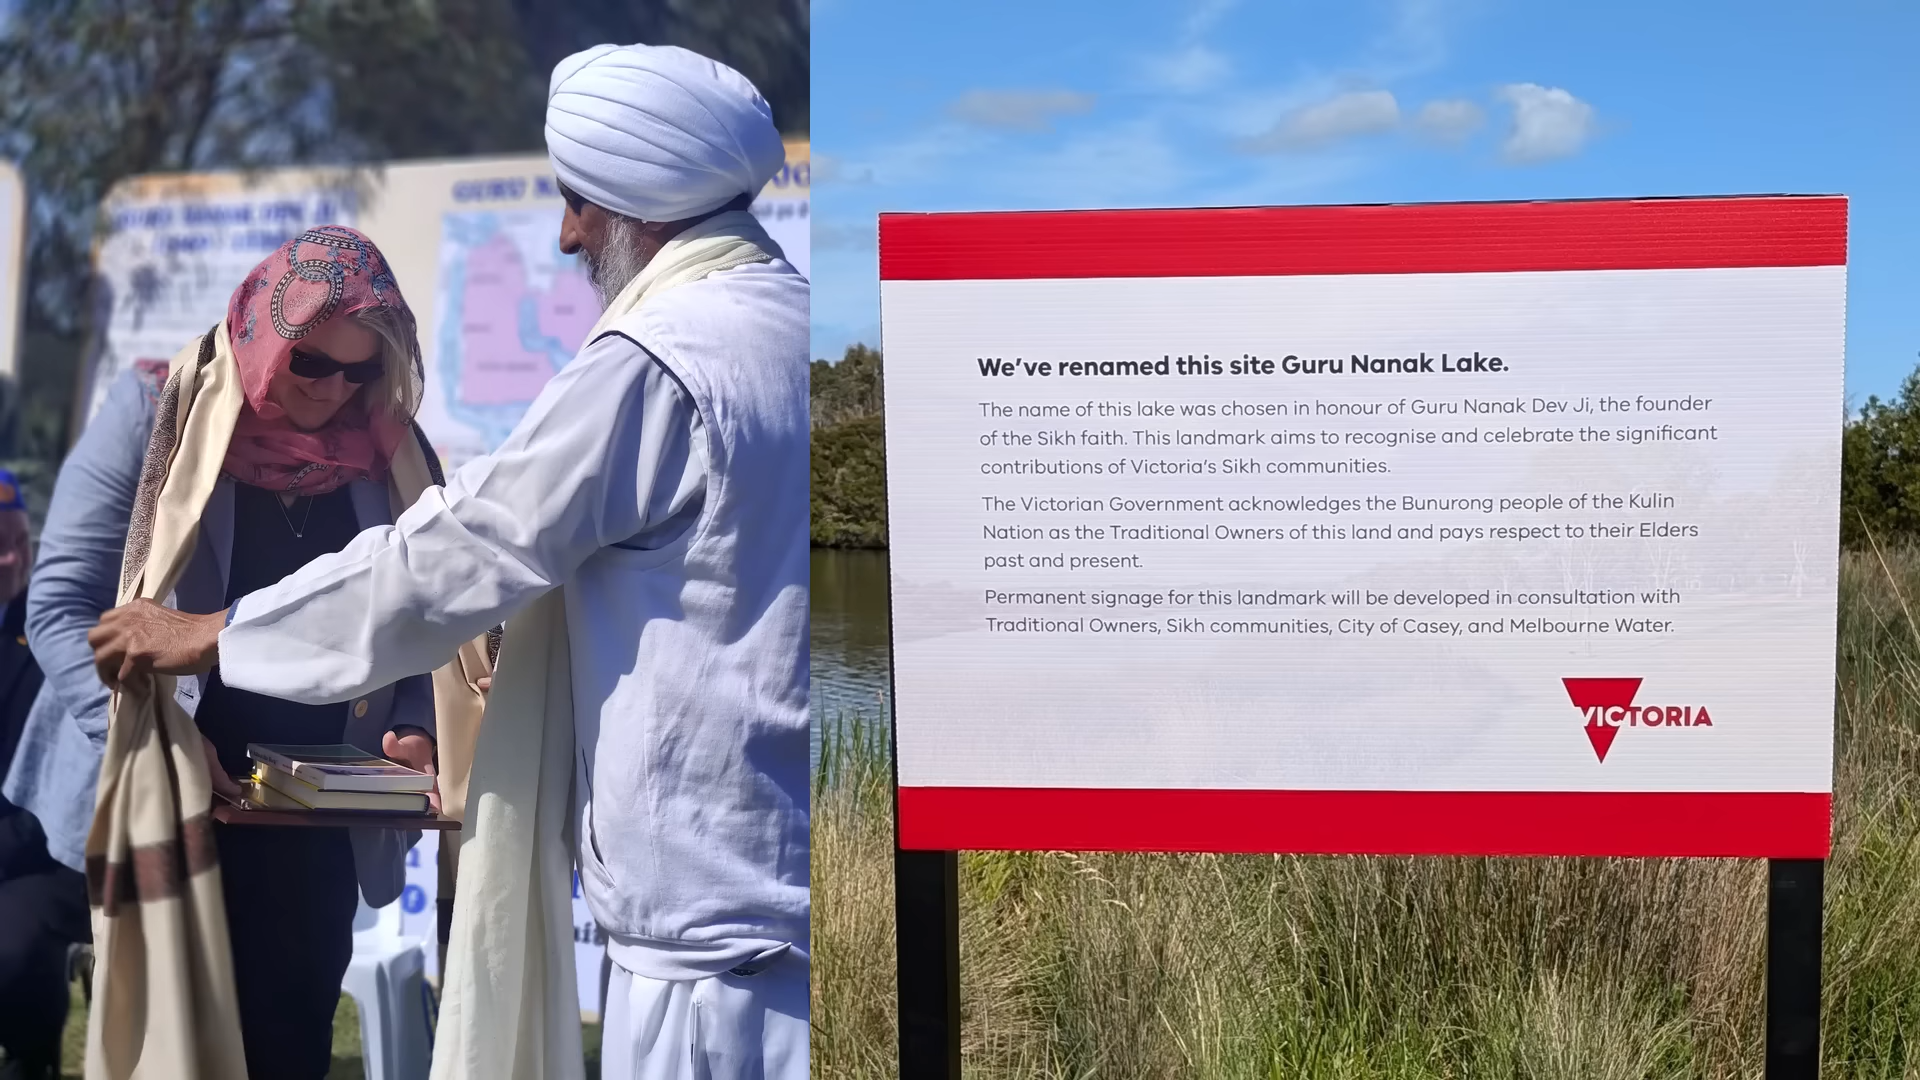 GURU NANAK DEV JI
GURU N
We've renamed this site Guru Nanak Lake.
The name of this lake was chosen in honour of Guru Nanak Dev Ji, the founder
of the Sikh faith. This landmark aims to recognise and celebrate the significant
contributions of Victoria's Sikh communities.
The Victorian Government acknowledges the Bunurong people of the Kulin
Nation as the Traditional Owners of this land and pays respect to their Elders
past and present.
Permanent signage for this landmark will be developed in consultation with
Traditional Owners, Sikh communities, City of Casey, and Melbourne Water.
VICTORIA